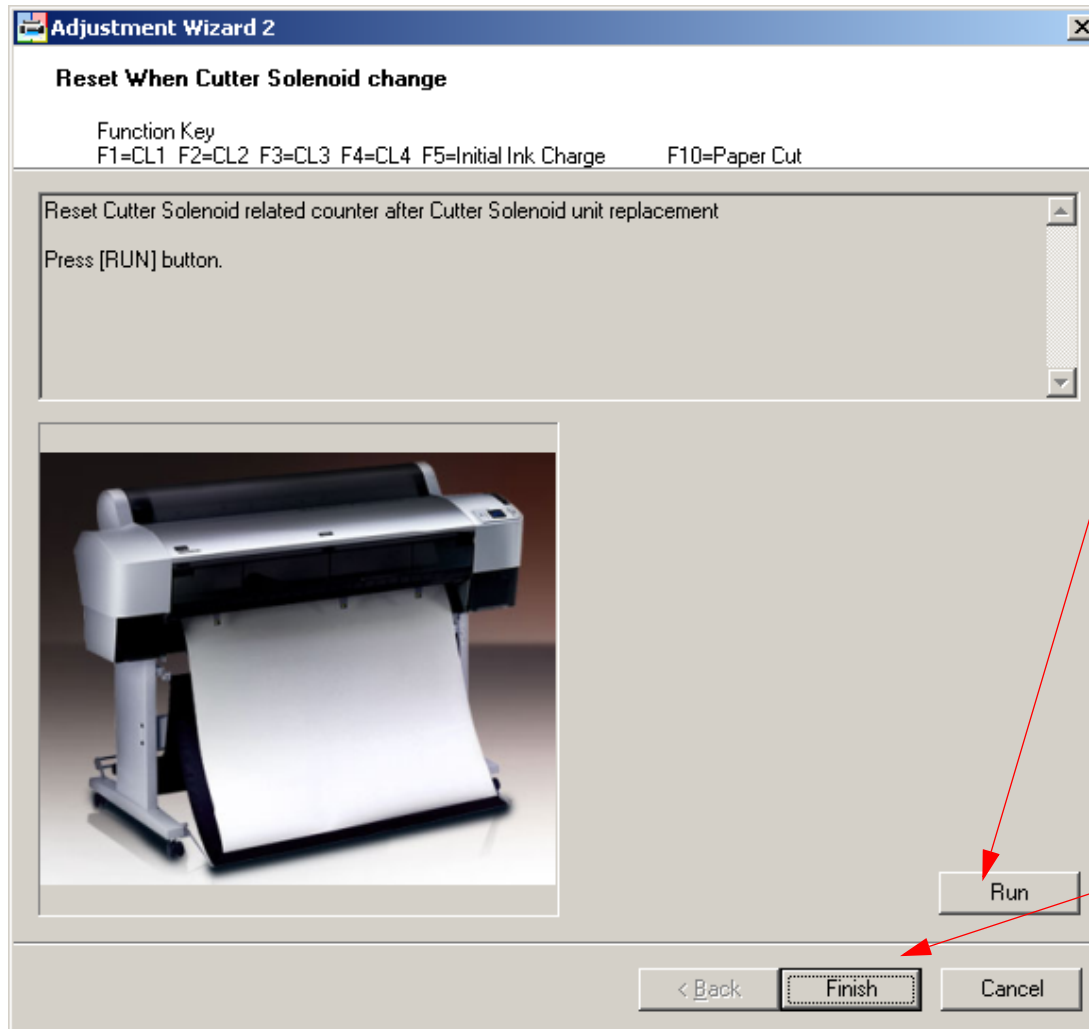 Adjustment Wizard 2
Reset When Cutter Solenoid change
Function Key
F1=CL1 F2=CL2 F3=CL3 F4=CL4 F5=Initial Ink Charge F10=Paper Cut
Reset Cutter Solenoid related counter after Cutter Solenoid unit replacement
Press [RUN] button.
Run
< Back Finish Cancel